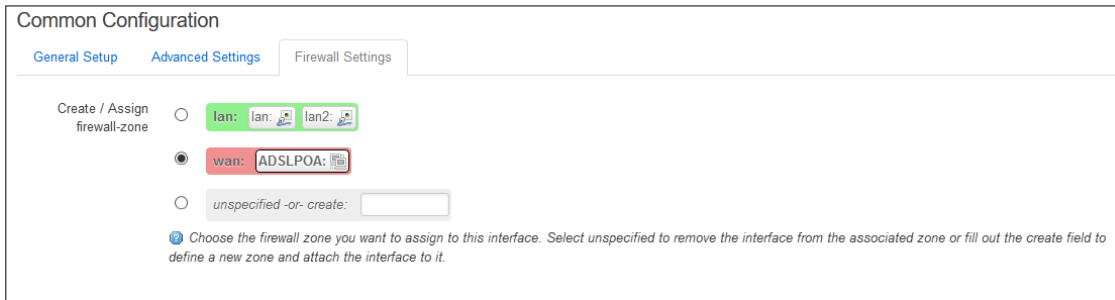 Common Configuration
General Setup Advanced Settings Firewall Settings
Create / Assign
firewall-zone
lan: lan: lan2:
wan: ADSLPOA:
unspecified -or- create:
Choose the firewall zone you want to assign to this interface. Select unspecified to remove the interface from the associated zone or fill out the create field to
define a new zone and attach the interface to it.